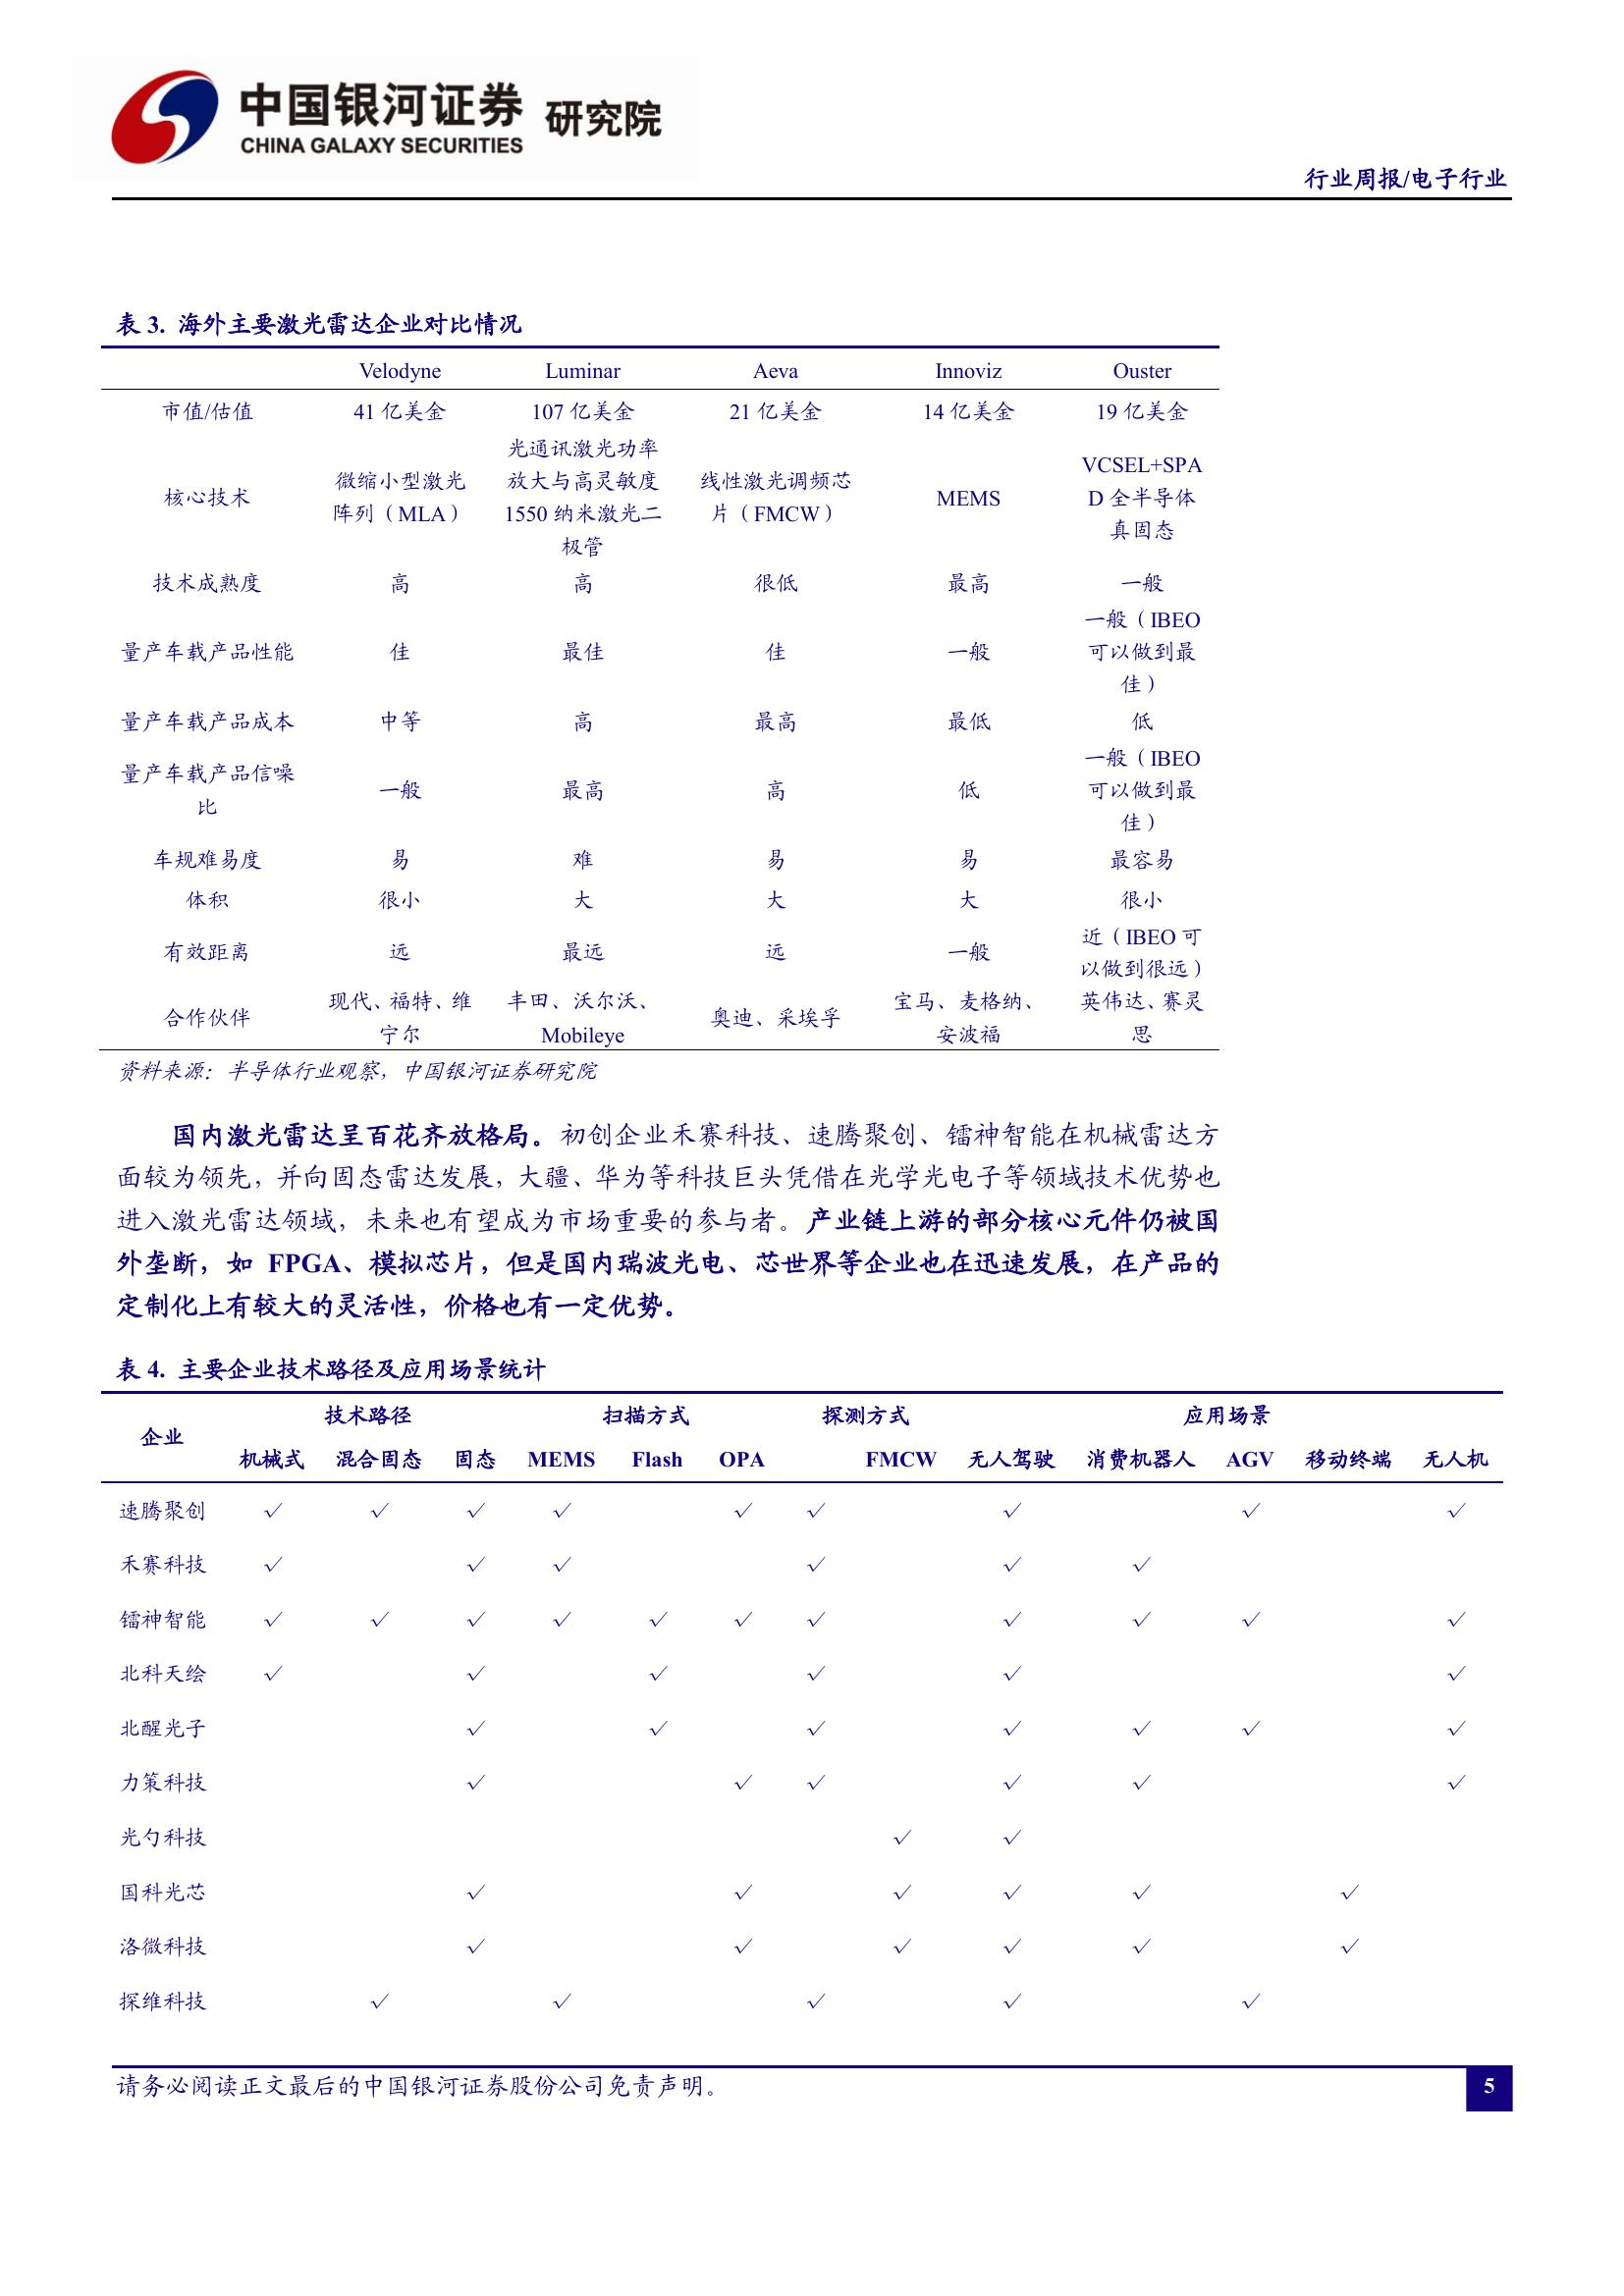 中国银河证券 研究院
CHINA GALAXY SECURITIES
行业周报/电子行业
表 3. 海外主要激光雷达企业对比情况
Velodyne Luminar Aeva Innoviz Ouster
市值/估值 41 亿美金 107 亿美金 21 亿美金 14 亿美金 19 亿美金
核心技术 微缩小型激光阵列（MLA） 光通讯激光功率放大与高灵敏度1550 纳米激光二极管 线性激光调频芯片（FMCW） MEMS VCSEL+SPAD 全半导体真固态
技术成熟度 高 高 很低 最高 一般
量产车载产品性能 佳 最佳 佳 一般 一般（IBEO可以做到最佳）
量产车载产品成本 中等 高 最高 最低 低
量产车载产品信噪比 一般 最高 高 低 一般（IBEO可以做到最佳）
车规难易度 易 难 易 易 最容易
体积 很小 大 大 大 很小
有效距离 远 最远 远 一般 近（IBEO 可以做到很远）
合作伙伴 现代、福特、维宁尔 丰田、沃尔沃、Mobileye 奥迪、采埃孚 宝马、麦格纳、安波福 英伟达、赛灵思
资料来源：半导体行业观察，中国银河证券研究院
国内激光雷达呈百花齐放格局。初创企业禾赛科技、速腾聚创、镭神智能在机械雷达方
面较为领先，并向固态雷达发展，大疆、华为等科技巨头凭借在光学光电子等领域技术优势也
进入激光雷达领域，未来也有望成为市场重要的参与者。产业链上游的部分核心元件仍被国
外垄断，如 FPGA、模拟芯片，但是国内瑞波光电、芯世界等企业也在迅速发展，在产品的
定制化上有较大的灵活性，价格也有一定优势。
表 4. 主要企业技术路径及应用场景统计
企业 技术路径 扫描方式 探测方式 应用场景
机械式 混合固态 固态 MEMS Flash OPA FMCW 无人驾驶 消费机器人 AGV 移动终端 无人机
速腾聚创 √ √ √ √ √ √ √ √ √
禾赛科技 √ √ √ √ √ √
镭神智能 √ √ √ √ √ √ √ √ √ √ √
北科天绘 √ √ √ √ √ √
北醒光子 √ √ √ √ √ √ √
力策科技 √ √ √ √ √ √
光勺科技 √ √
国科光芯 √ √ √ √ √ √
洛微科技 √ √ √ √ √ √
探维科技 √ √ √ √ √
请务必阅读正文最后的中国银河证券股份公司免责声明。
5